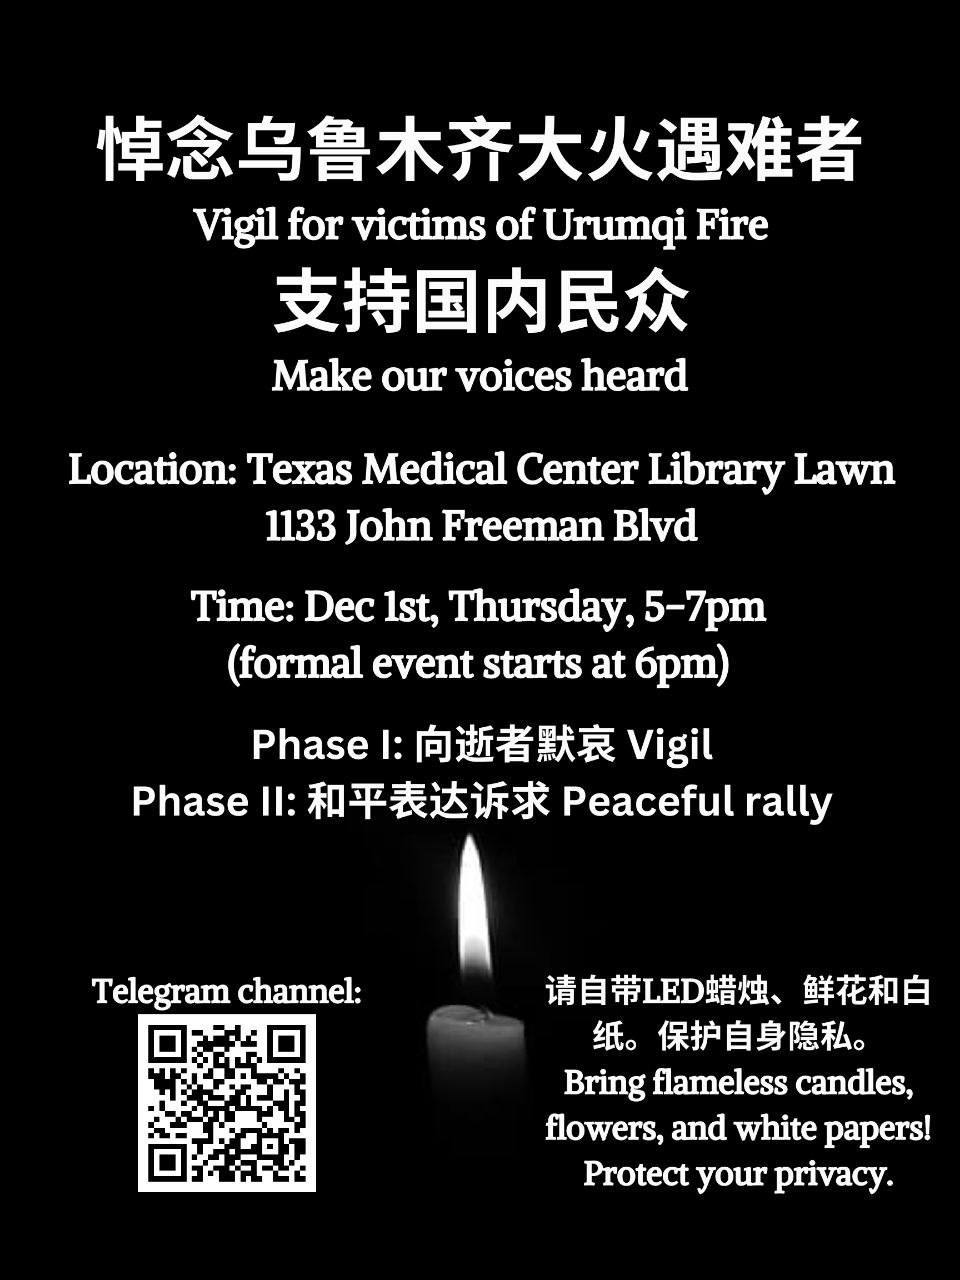 悼念乌鲁木齐大火遇难者
Vigil for victims of Urumqi Fire
支持国内民众
Make our voices heard
Location: Texas Medical Center Library Lawn
1133 John Freeman Blvd
Time: Dec 1st, Thursday, 5–7pm
(formal event starts at 6pm)
Phase I: 向逝者默哀 Vigil
Phase II: 和平表达诉求 Peaceful rally
Telegram channel:
请自带LED蜡烛、鲜花和白
纸。保护自身隐私。
Bring flameless candles,
flowers, and white papers!
Protect your privacy.